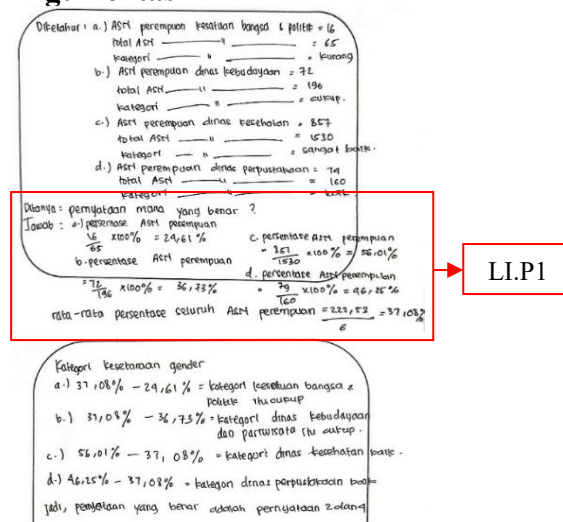 Diketahui : a.) ASN perempuan kesatuan bangsa & politik = 16
total ASN " = 65
kategori " = kurang
b.) ASN perempuan dinas kebudayaan = 72
total ASN " = 196
kategori " = cukup.
c.) ASN perempuan dinas kesehatan = 857
total ASN " = 1530
kategori " = sangat baik.
d.) ASN perempuan dinas perpustakaan = 74
total ASN = 160
kategori = baik
Ditanya : pernyataan mana yang benar ?
Jawab : a.) persentase ASN perempuan
16/65 x100% = 24,61 %
c. persentase ASN perempuan
= 857/1530 x100% = 56,01%
b. persentase ASN perempuan
= 72/196 x100% = 36,73%
d. persentase ASN perempuan
= 74/160 x100% = 46,25%
rata-rata persentase seluruh ASN perempuan = 222,53/6 = 37,08%
LI.P1
Kategori kesetaraan gender
a.) 37,08% - 24,61 % = kategori kesatuan bangsa &
politik itu cukup
b.) 37,08% - 36,73% = kategori dinas kebudayaan
dan pariwisata itu cukup.
c.) 56,01% - 37,08% = kategori dinas kesehatan baik.
d.) 46,25% - 37,08% = kategori dinas perpustakaan baik
jadi, pernyataan yang benar adalah pernyataan 2 dan 4